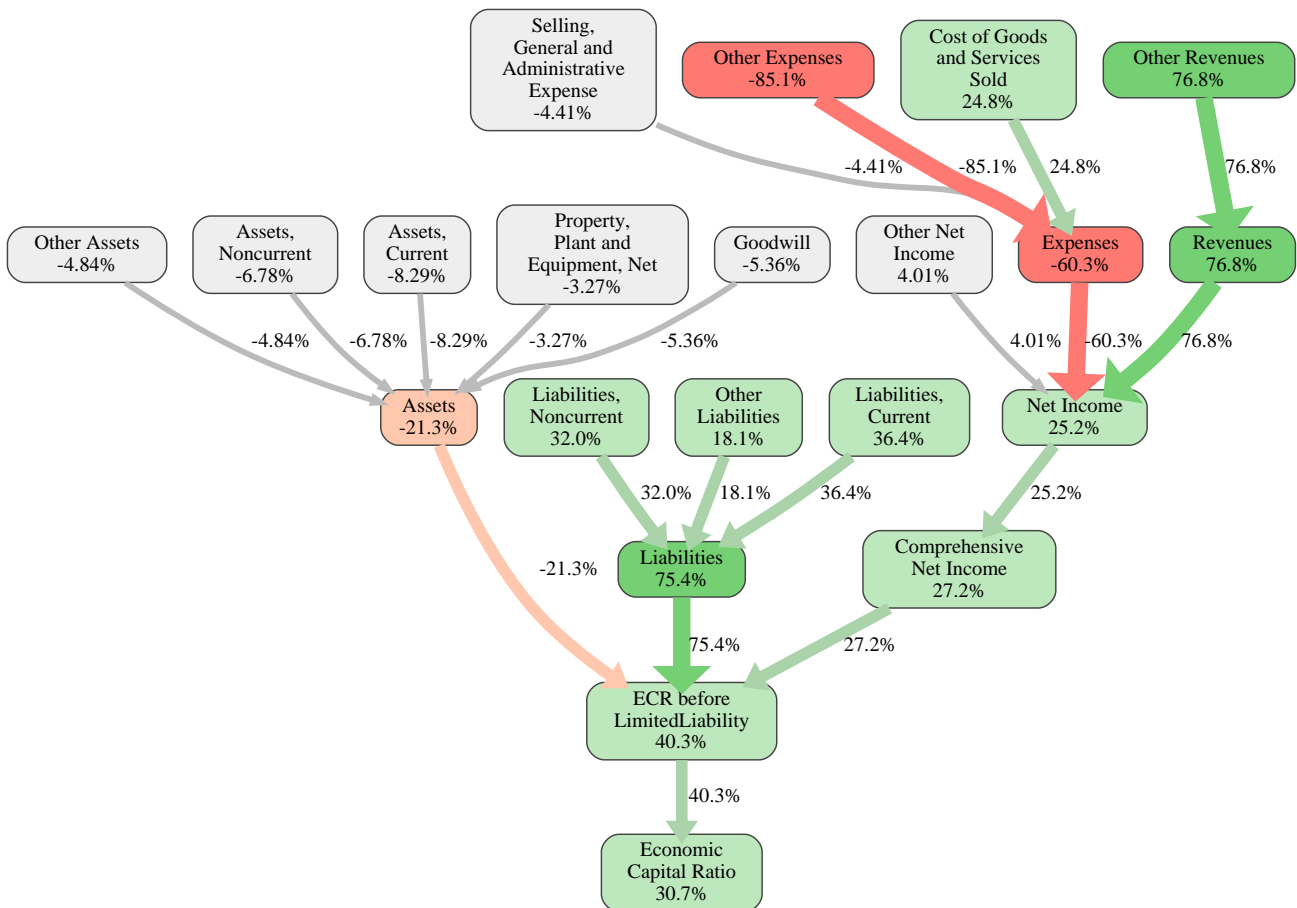 Selling,
General and
Administrative
Expense
-4.41%
Other Expenses
-85.1%
Cost of Goods
and Services
Sold
24.8%
Other Revenues
76.8%
-4.41%
-85.1%
24.8%
76.8%
Other Assets
-4.84%
Assets,
Noncurrent
-6.78%
Assets,
Current
-8.29%
Property,
Plant and
Equipment, Net
-3.27%
Goodwill
-5.36%
Other Net
Income
4.01%
Expenses
-60.3%
Revenues
76.8%
-4.84%
-6.78%
-8.29%
-3.27%
-5.36%
4.01%
-60.3%
76.8%
Assets
-21.3%
Liabilities,
Noncurrent
32.0%
Other
Liabilities
18.1%
Liabilities,
Current
36.4%
Net Income
25.2%
32.0%
18.1%
36.4%
25.2%
-21.3%
Liabilities
75.4%
Comprehensive
Net Income
27.2%
75.4%
27.2%
ECR before
LimitedLiability
40.3%
40.3%
Economic
Capital Ratio
30.7%